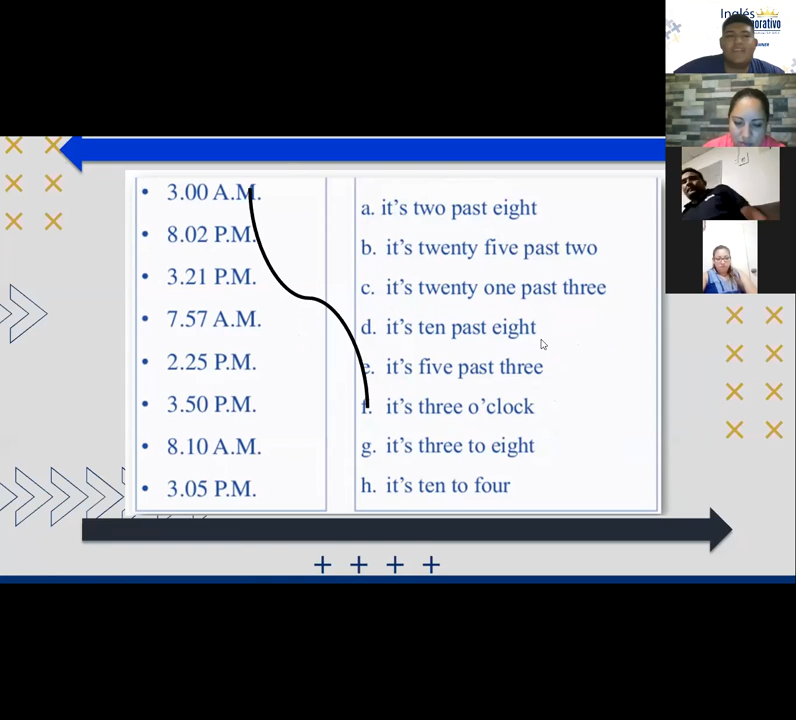 Inglés
orativo
• 3.00 A.M.
• 8.02 P.M.
• 3.21 P.M.
• 7.57 A.M.
• 2.25 P.M.
• 3.50 P.M.
• 8.10 A.M.
• 3.05 P.M.
a. it's two past eight
b. it's twenty five past two
c. it's twenty one past three
d. it's ten past eight
e. it's five past three
f. it's three o'clock
g. it's three to eight
h. it's ten to four